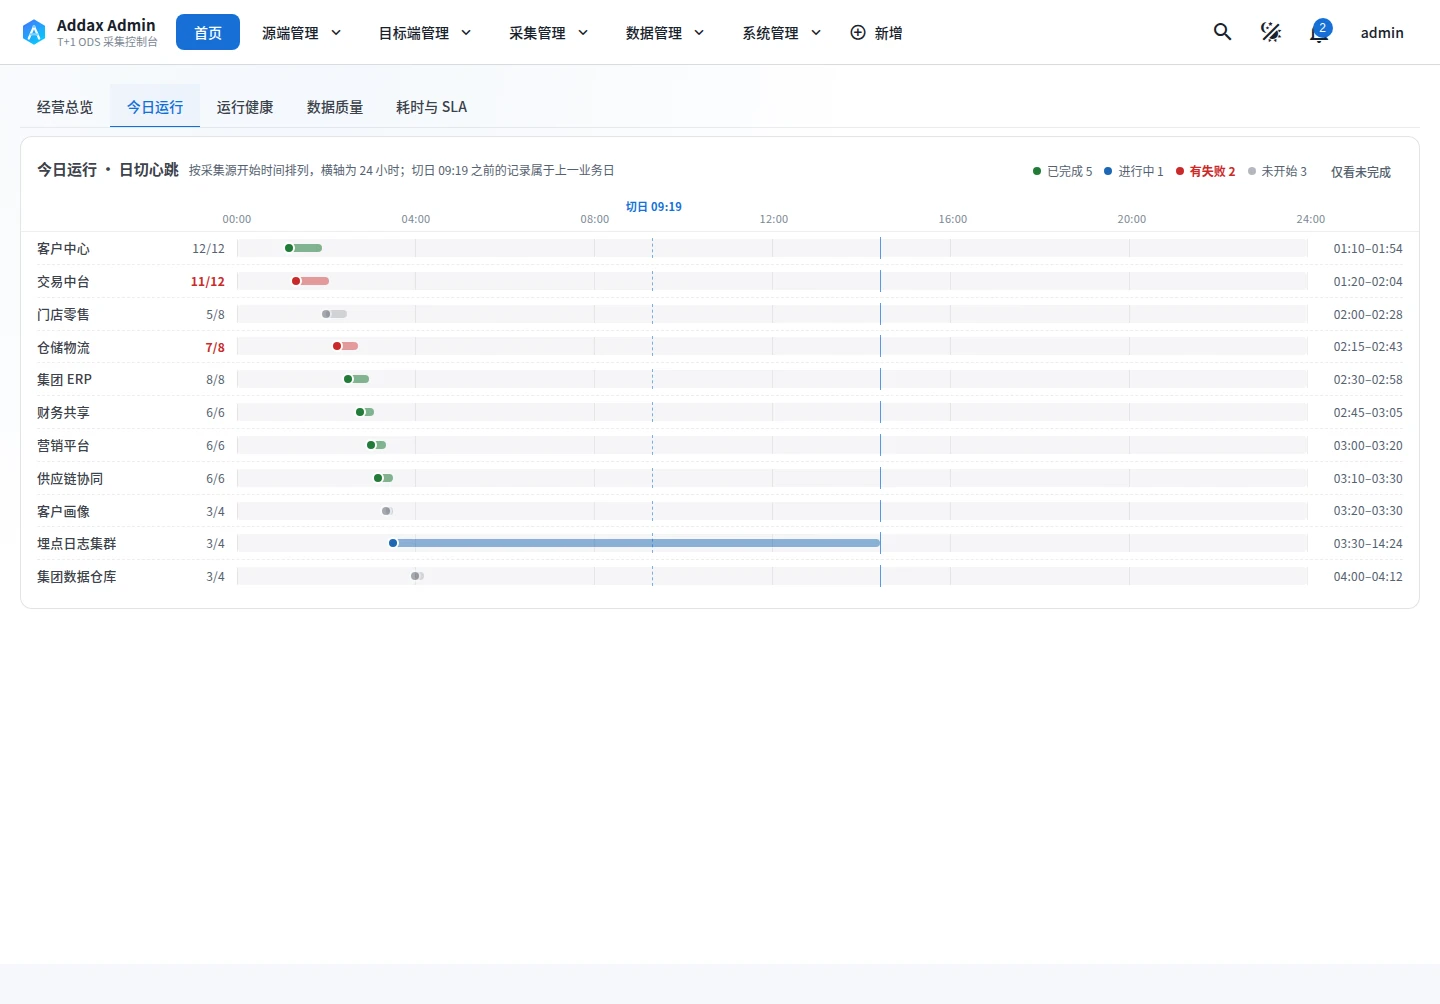 Addax Admin
T+1 ODS 采集控制台
首页
源端管理
目标端管理
采集管理
数据管理
系统管理
新增
2
admin
经营总览
今日运行
运行健康
数据质量
耗时与 SLA
今日运行 · 日切心跳
按采集源开始时间排列，横轴为 24 小时；切日 09:19 之前的记录属于上一业务日
已完成 5
进行中 1
有失败 2
未开始 3
仅看未完成
切日 09:19
00:00 04:00 08:00 12:00 16:00 20:00 24:00
客户中心 12/12 01:10–01:54
交易中台 11/12 01:20–02:04
门店零售 5/8 02:00–02:28
仓储物流 7/8 02:15–02:43
集团 ERP 8/8 02:30–02:58
财务共享 6/6 02:45–03:05
营销平台 6/6 03:00–03:20
供应链协同 6/6 03:10–03:30
客户画像 3/4 03:20–03:30
埋点日志集群 3/4 03:30–14:24
集团数据仓库 3/4 04:00–04:12